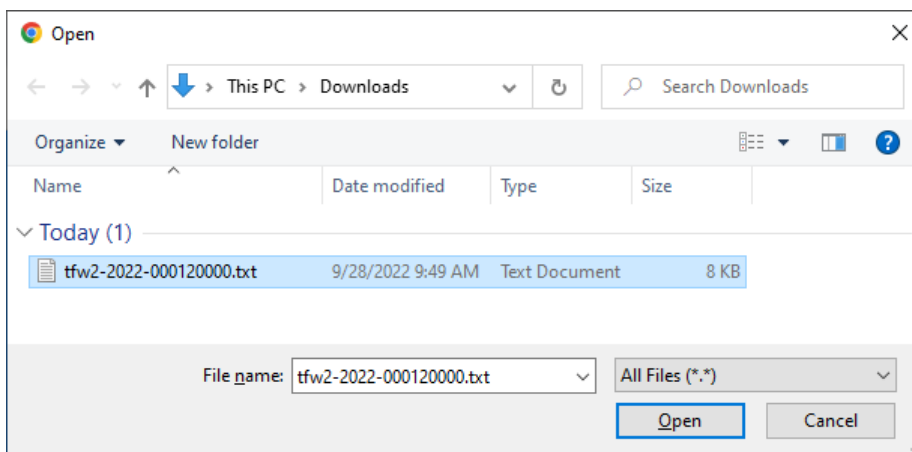 Open
This PC > Downloads
Search Downloads
Organize New folder
Name Date modified Type Size
Today (1)
tfw2-2022-000120000.txt 9/28/2022 9:49 AM Text Document 8 KB
File name: tfw2-2022-000120000.txt All Files (*.*)
Open Cancel